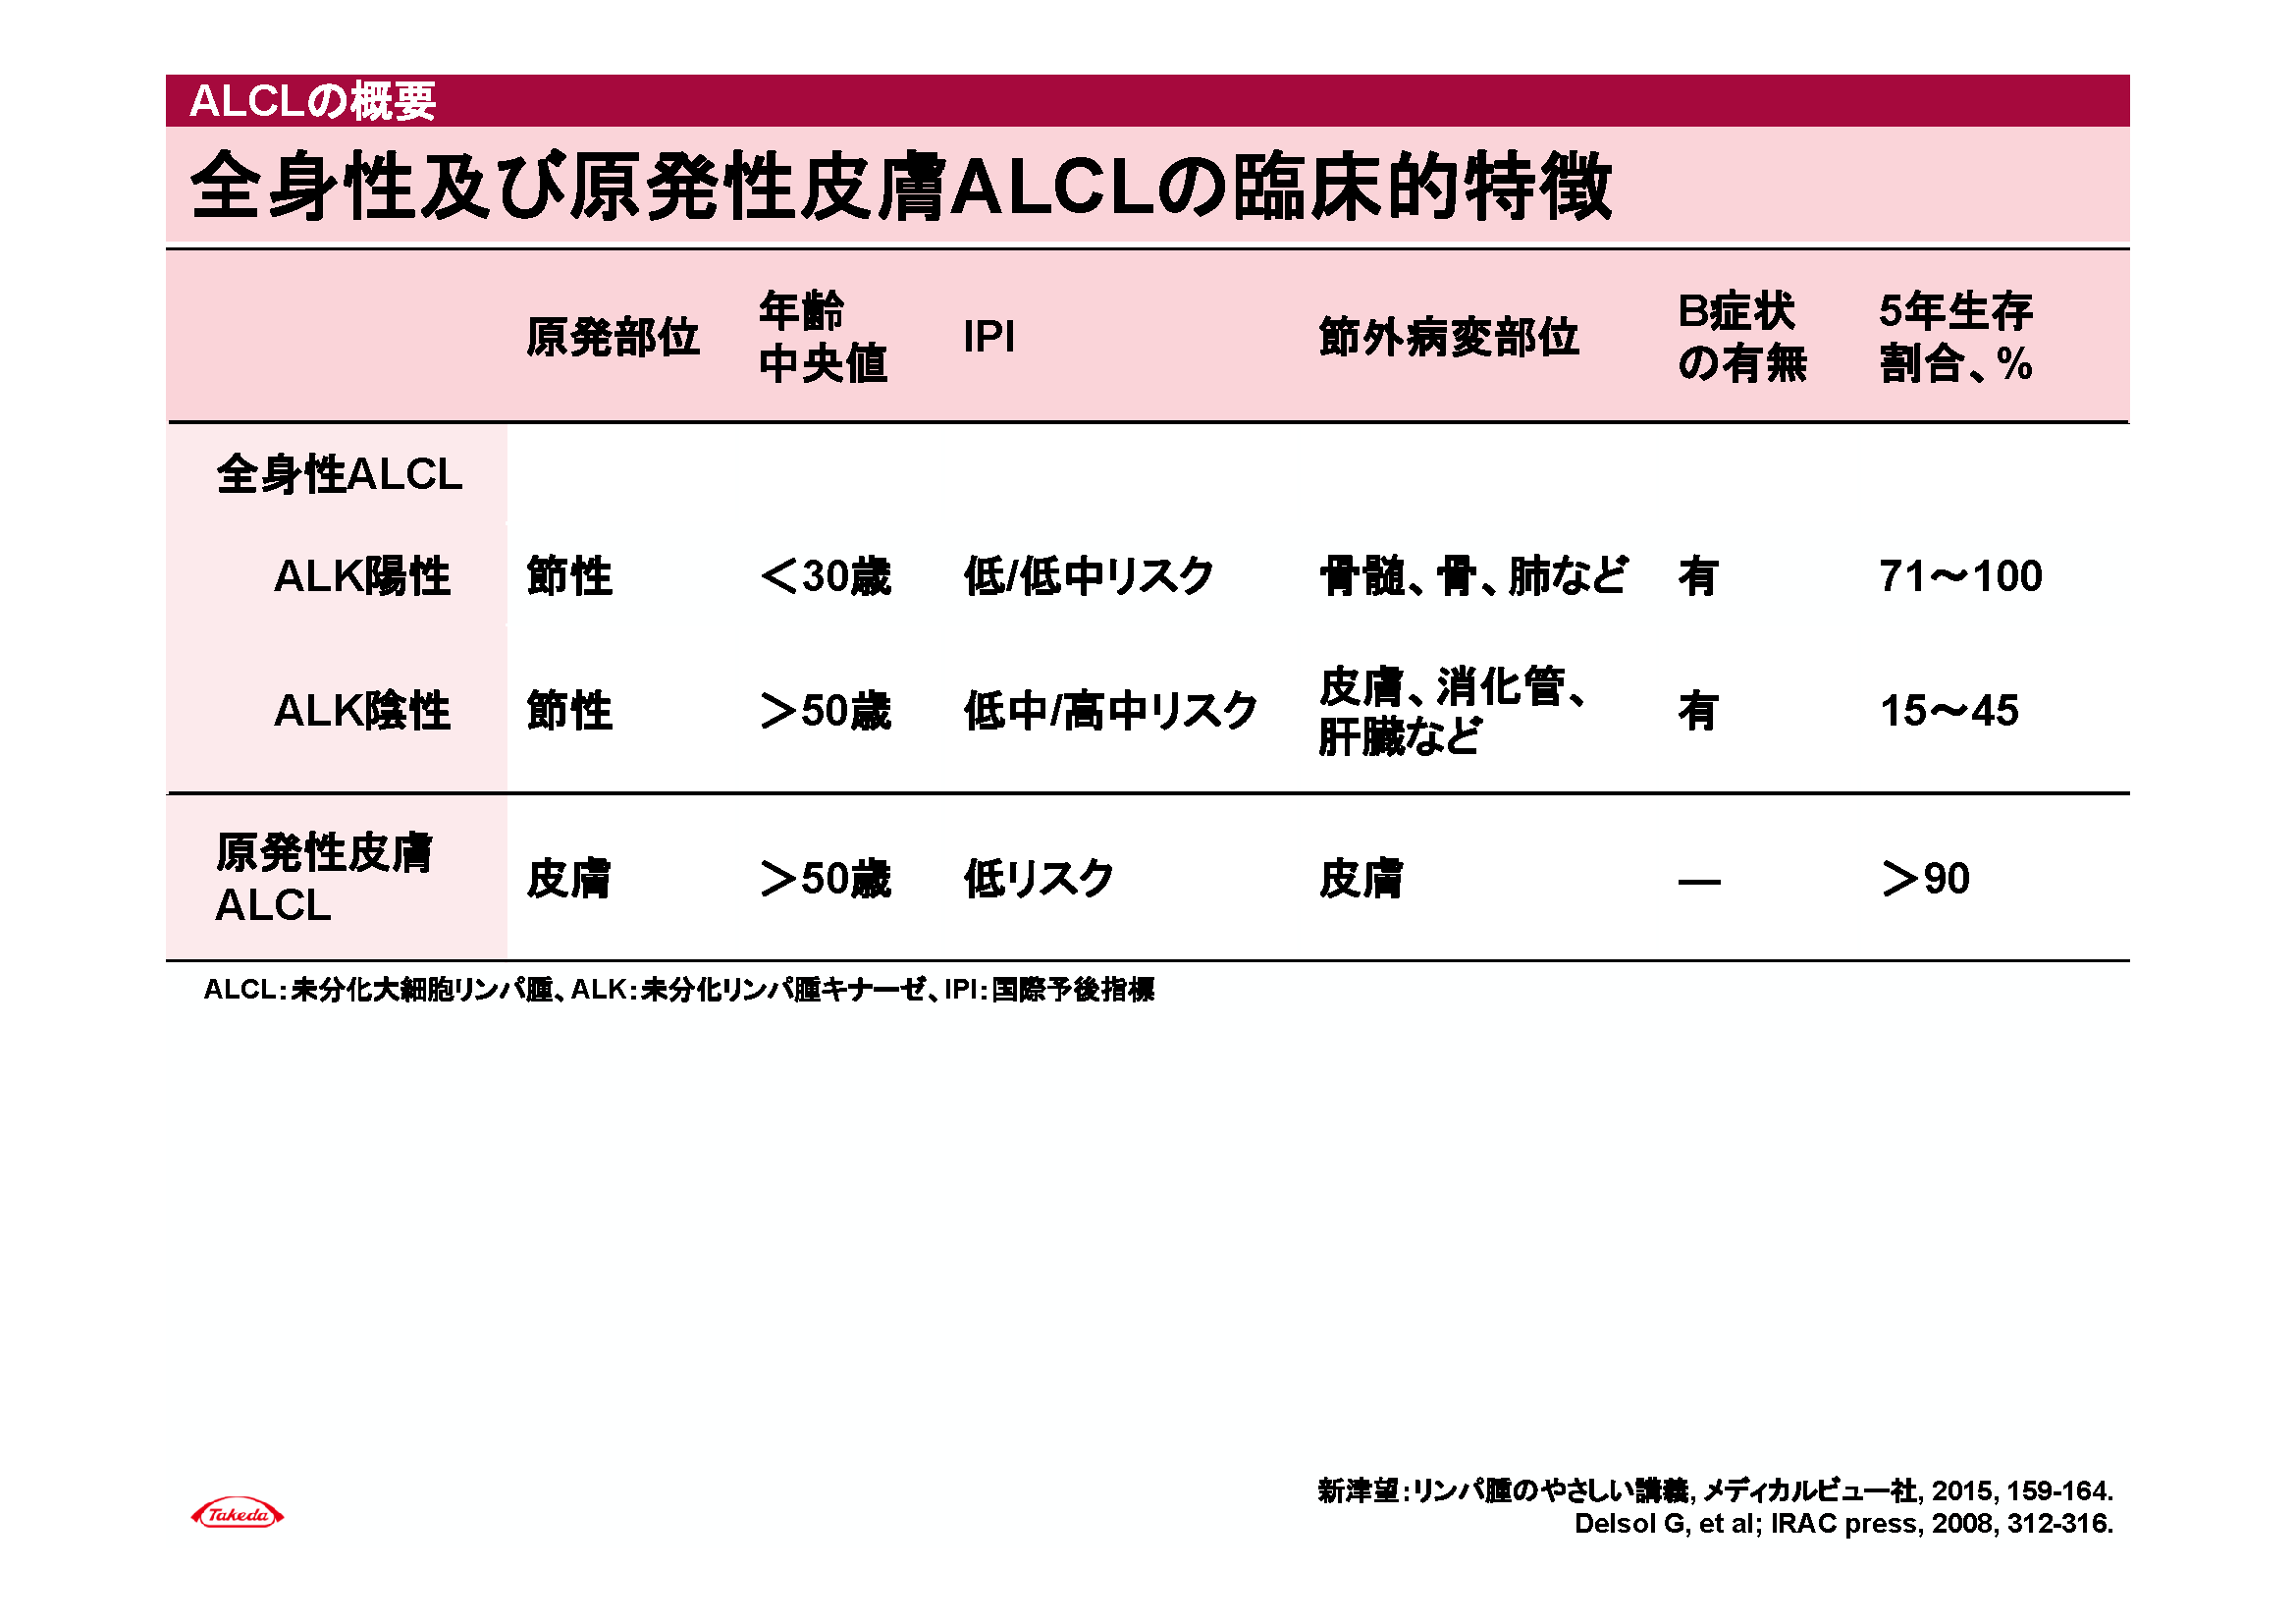 ALCLの概要
全身性及び原発性皮膚ALCLの臨床的特徴
原発部位 年齢中央値 IPI 節外病変部位 B症状の有無 5年生存割合、%
全身性ALCL
ALK陽性 節性 ＜30歳 低/低中リスク 骨髄、骨、肺など 有 71～100
ALK陰性 節性 ＞50歳 低中/高中リスク 皮膚、消化管、肝臓など 有 15～45
原発性皮膚ALCL 皮膚 ＞50歳 低リスク 皮膚 ― ＞90
ALCL：未分化大細胞リンパ腫、ALK：未分化リンパ腫キナーゼ、IPI：国際予後指標
新津望：リンパ腫のやさしい講義, メディカルビュー社, 2015, 159-164.
Delsol G, et al; IRAC press, 2008, 312-316.
Takeda